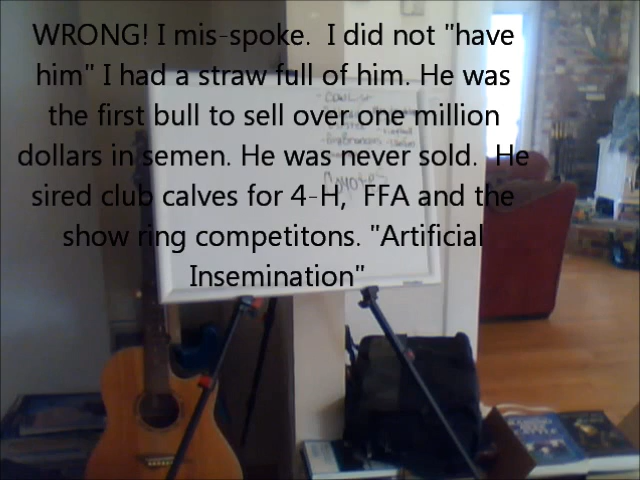 WRONG! I mis-spoke.  I did not "have
him" I had a straw full of him. He was
the first bull to sell over one million
dollars in semen. He was never sold.  He
sired club calves for 4-H,  FFA and the
show ring competitons. "Artificial
Insemination"
Coyotes